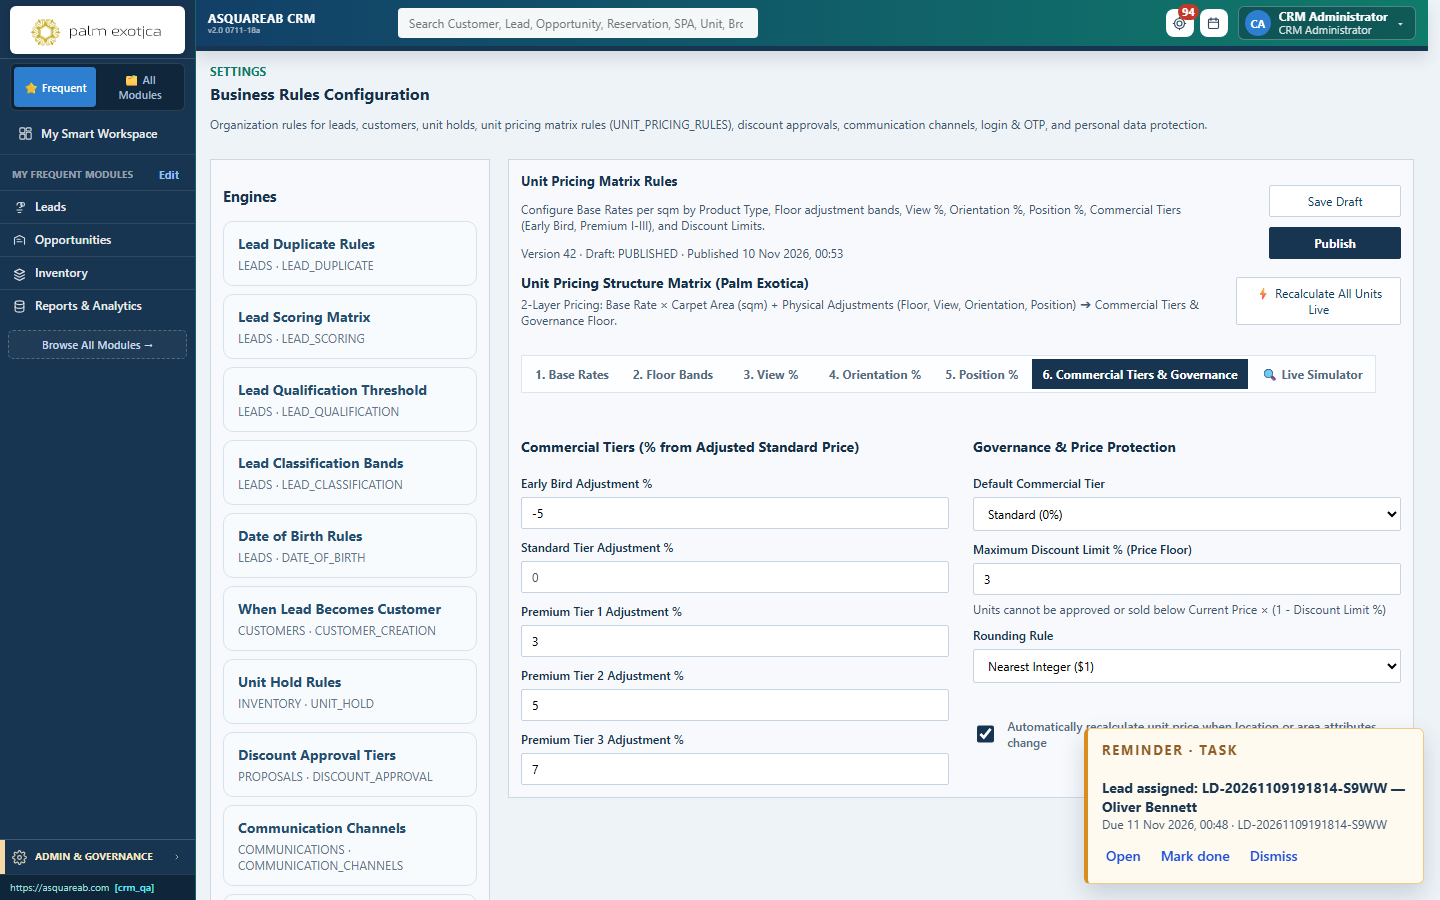 palm exotica
ASQUAREAB CRM
v2.0 0711-18a
Search Customer, Lead, Opportunity, Reservation, SPA, Unit, Brc
94
CA
CRM Administrator
CRM Administrator
Frequent
All Modules
My Smart Workspace
MY FREQUENT MODULES
Edit
Leads
Opportunities
Inventory
Reports & Analytics
Browse All Modules →
ADMIN & GOVERNANCE
https://asquareab.com [crm_qa]
SETTINGS
Business Rules Configuration
Organization rules for leads, customers, unit holds, unit pricing matrix rules (UNIT_PRICING_RULES), discount approvals, communication channels, login & OTP, and personal data protection.
Engines
Lead Duplicate Rules
LEADS · LEAD_DUPLICATE
Lead Scoring Matrix
LEADS · LEAD_SCORING
Lead Qualification Threshold
LEADS · LEAD_QUALIFICATION
Lead Classification Bands
LEADS · LEAD_CLASSIFICATION
Date of Birth Rules
LEADS · DATE_OF_BIRTH
When Lead Becomes Customer
CUSTOMERS · CUSTOMER_CREATION
Unit Hold Rules
INVENTORY · UNIT_HOLD
Discount Approval Tiers
PROPOSALS · DISCOUNT_APPROVAL
Communication Channels
COMMUNICATIONS ·
COMMUNICATION_CHANNELS
Unit Pricing Matrix Rules
Configure Base Rates per sqm by Product Type, Floor adjustment bands, View %, Orientation %, Position %, Commercial Tiers
(Early Bird, Premium I-III), and Discount Limits.
Version 42 · Draft: PUBLISHED · Published 10 Nov 2026, 00:53
Save Draft
Publish
Unit Pricing Structure Matrix (Palm Exotica)
2-Layer Pricing: Base Rate × Carpet Area (sqm) + Physical Adjustments (Floor, View, Orientation, Position) → Commercial Tiers &
Governance Floor.
Recalculate All Units
Live
1. Base Rates
2. Floor Bands
3. View %
4. Orientation %
5. Position %
6. Commercial Tiers & Governance
Live Simulator
Commercial Tiers (% from Adjusted Standard Price)
Early Bird Adjustment %
-5
Standard Tier Adjustment %
0
Premium Tier 1 Adjustment %
3
Premium Tier 2 Adjustment %
5
Premium Tier 3 Adjustment %
7
Governance & Price Protection
Default Commercial Tier
Standard (0%)
Maximum Discount Limit % (Price Floor)
3
Units cannot be approved or sold below Current Price × (1 - Discount Limit %)
Rounding Rule
Nearest Integer ($1)
Automatically recalculate unit price when location or area attributes
change
REMINDER · TASK
Lead assigned: LD-20261109191814-S9WW —
Oliver Bennett
Due 11 Nov 2026, 00:48 · LD-20261109191814-S9WW
Open
Mark done
Dismiss